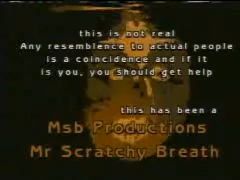 this is not real
Any resemblence to actual people
is a coincidence and if it
is you, you should get help
this has been a
Msb Productions
Mr Scratchy Breath